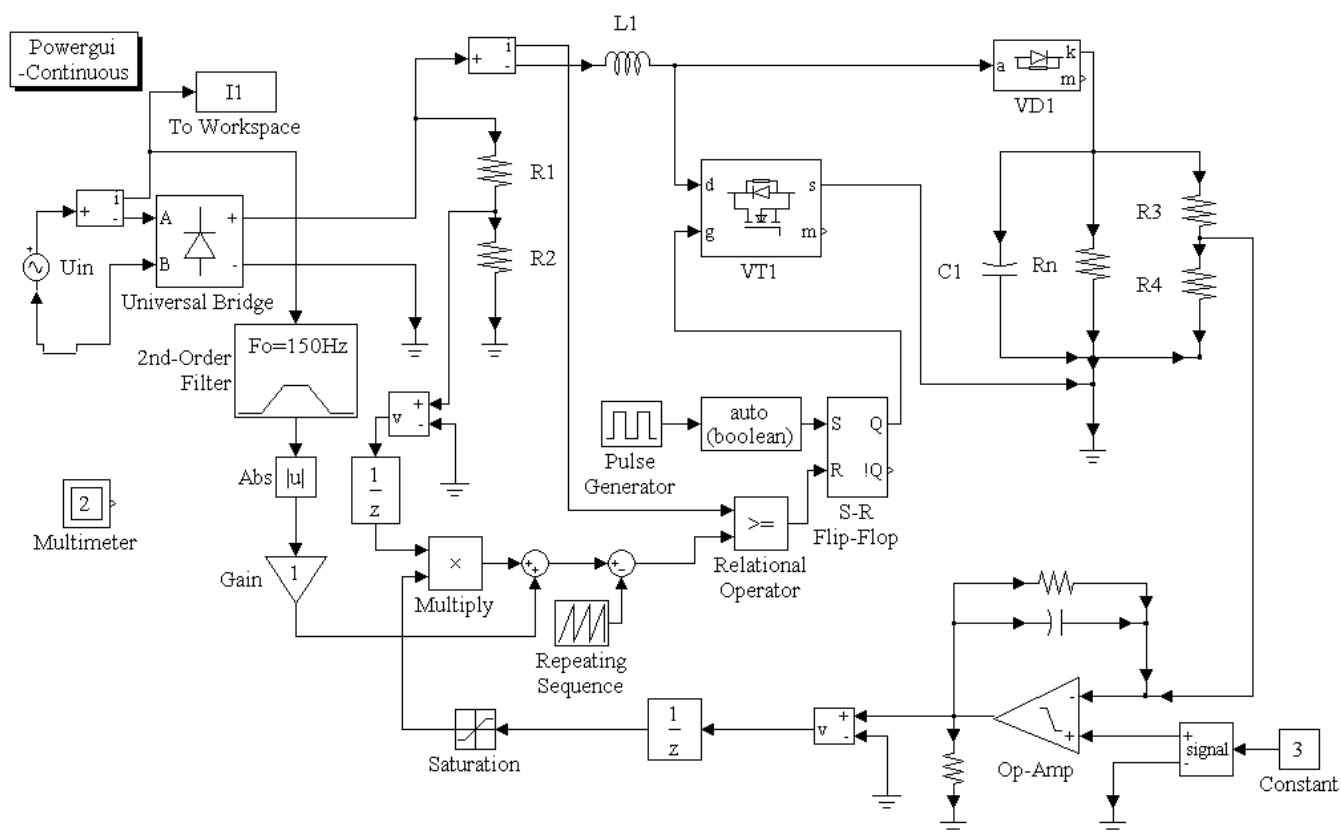 L1
Powergui
-Continuous
I1
To Workspace
1
+
-
a
k
m
VD1
R1
R2
d
g
s
m
VT1
R3
R4
C1
Rn
1
+
-
Uin
A
B
+
-
Universal Bridge
Fo=150Hz
2nd-Order
Filter
v
+
-
Abs
|u|
1
z
Pulse
Generator
auto
(boolean)
S
R
Q
!Q
S-R
Flip-Flop
2
Multimeter
Gain
1
×
Multiply
+
+
+
-
>=
Relational
Operator
Repeating
Sequence
Saturation
1
z
v
+
-
-
+
Op-Amp
+
-
signal
3
Constant